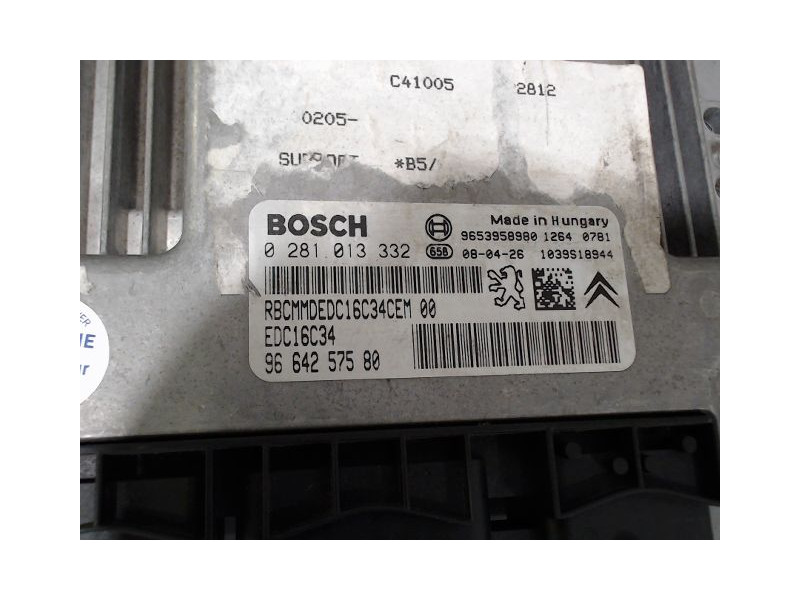 C41005 2812
0205-
*B5/
BOSCH Made in Hungary
9653958980 1264 0781
0 281 013 332 65B 08-04-26 1039S18944
RBCMMDEDC16C34CEM 00
EDC16C34
96 642 575 80